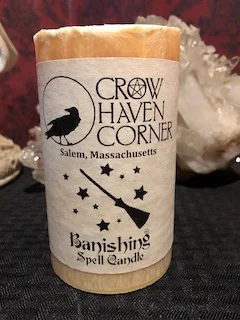 CROW
HAVEN
CORNER
Salem, Massachusetts
Banishing
Spell Candle